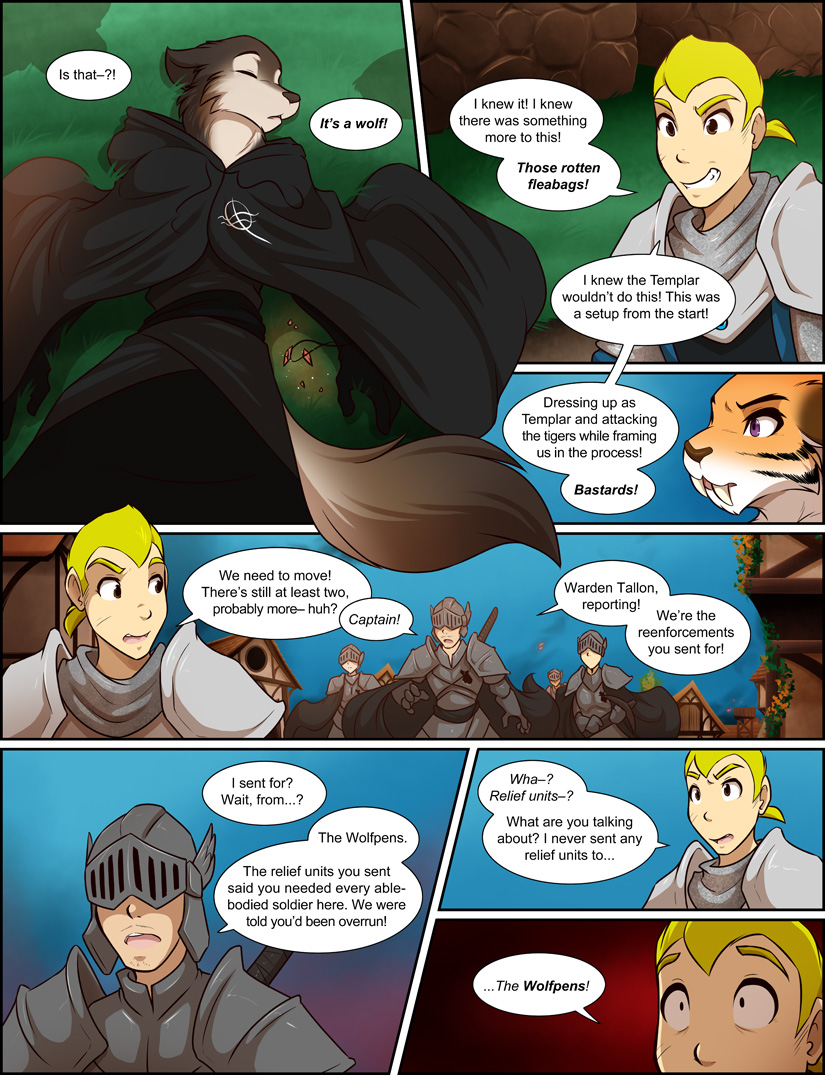 Is that–?!
It's a wolf!
I knew it! I knew
there was something
more to this!
Those rotten
fleabags!
I knew the Templar
wouldn't do this! This was
a setup from the start!
Dressing up as
Templar and attacking
the tigers while framing
us in the process!
Bastards!
We need to move!
There's still at least two,
probably more– huh?
Captain!
Warden Tallon,
reporting!
We're the
reenforcements
you sent for!
I sent for?
Wait, from...?
The Wolfpens.
The relief units you sent
said you needed every able-
bodied soldier here. We were
told you'd been overrun!
Wha–?
Relief units–?
What are you talking
about? I never sent any
relief units to...
...The Wolfpens!